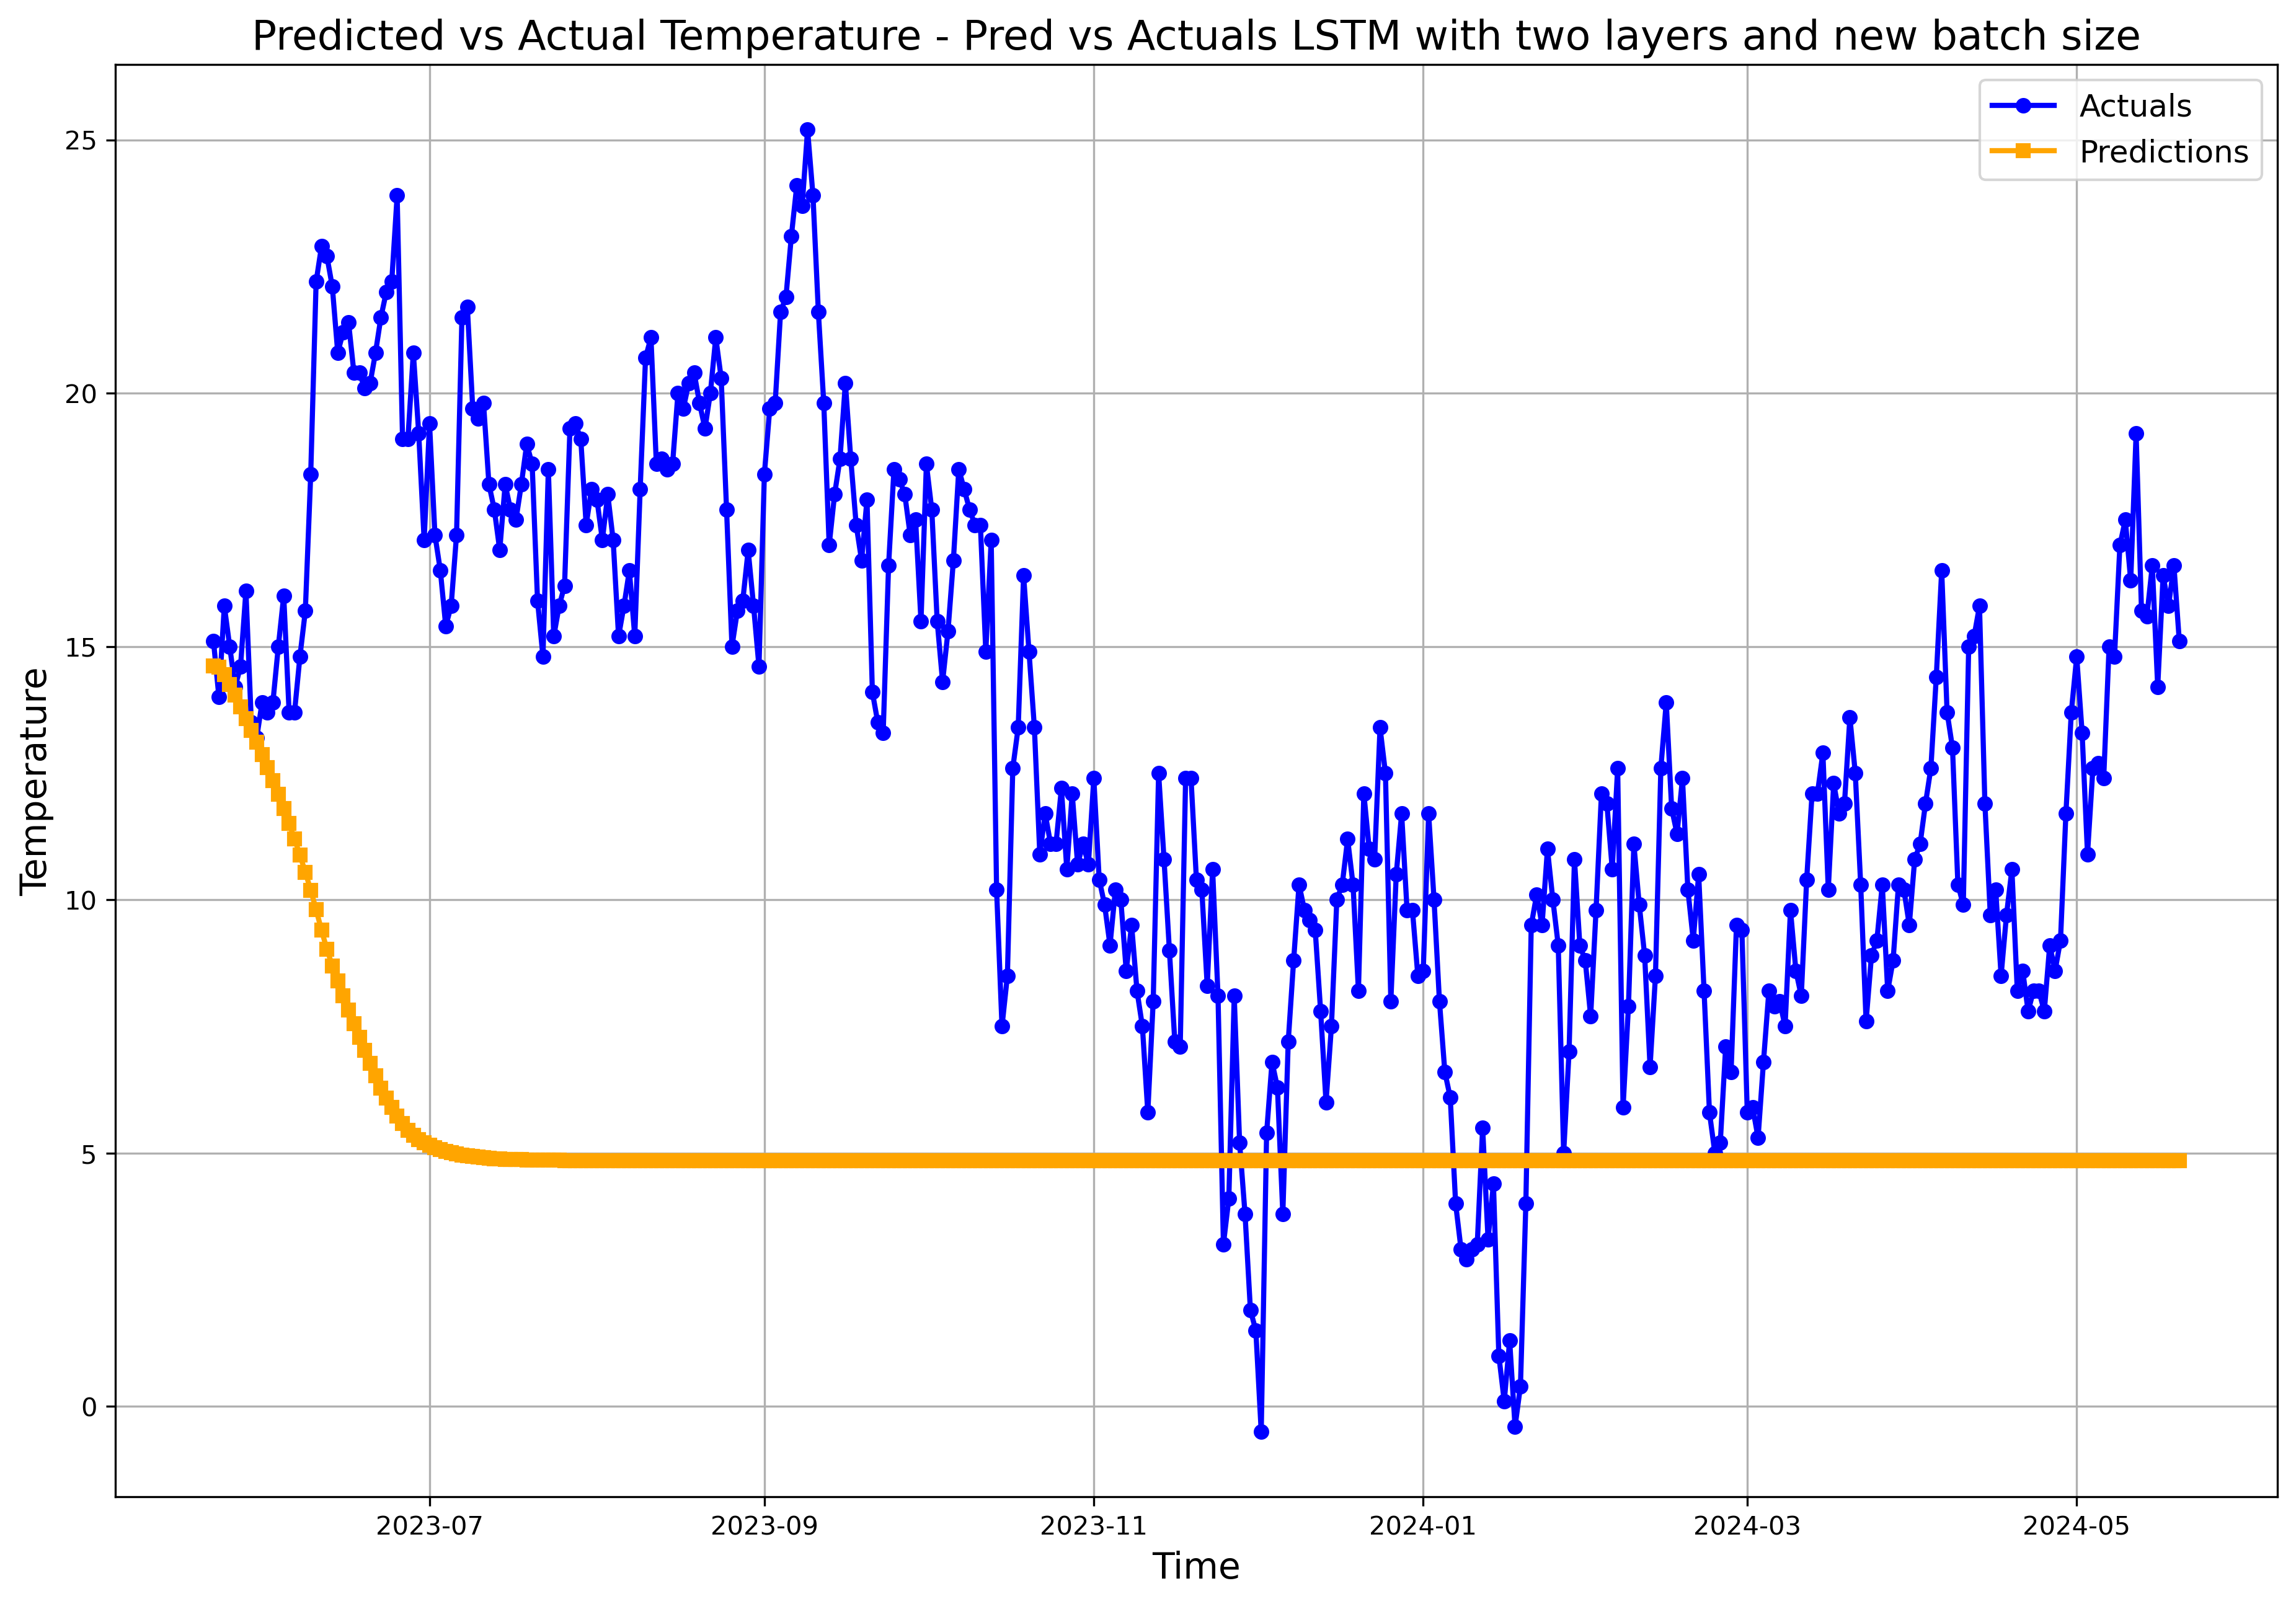 Predicted vs Actual Temperature - Pred vs Actuals LSTM with two layers and new batch size
Actuals
Predictions
25
20
15
10
5
0
Temperature
2023-07
2023-09
2023-11
2024-01
2024-03
2024-05
Time